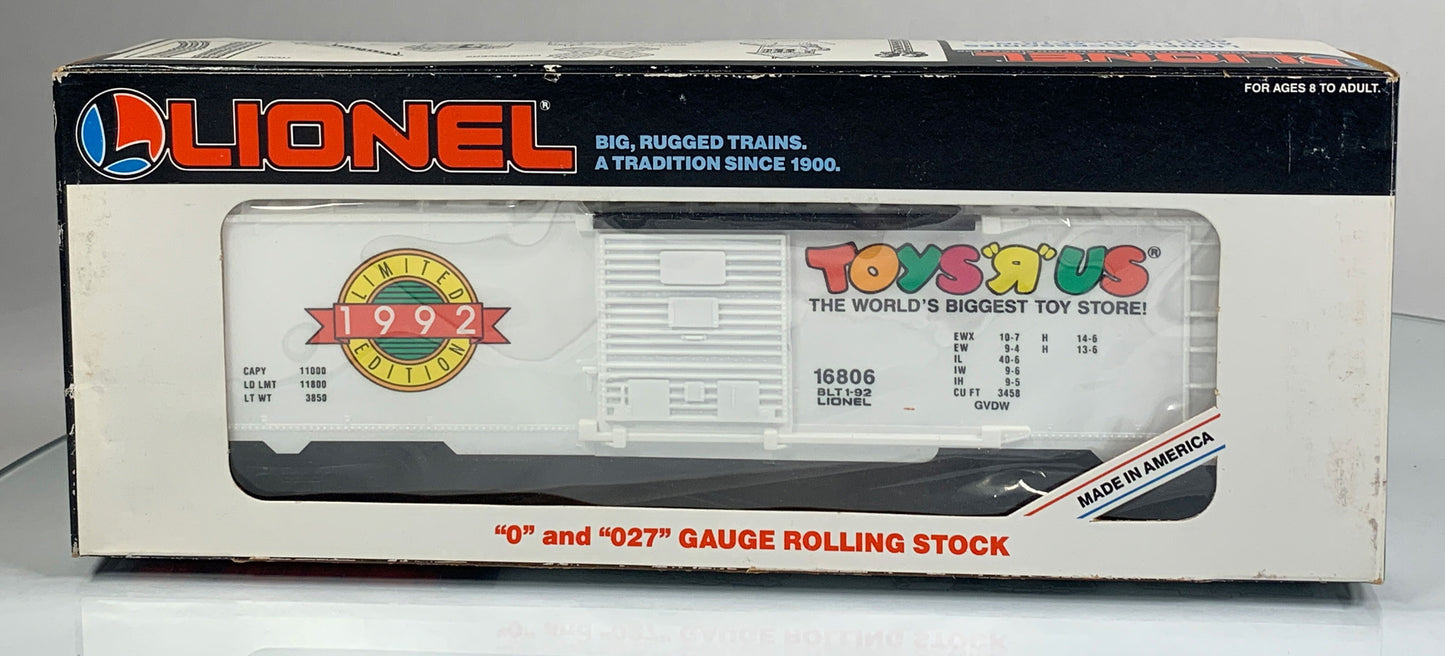 LIONEL®
BIG, RUGGED TRAINS.
A TRADITION SINCE 1900.
FOR AGES 8 TO ADULT.
LIMITED
1992
EDITION
CAPY 11000
LD LMT 11800
LT WT 3850
TOYS "R" US®
THE WORLD'S BIGGEST TOY STORE!
16806
BLT 1-92
LIONEL
EWX 10-7 H 14-6
EW 9-4 H 13-6
IL 40-6
IW 9-6
IH 9-5
CU FT 3458
GVDW
MADE IN AMERICA
"0" and "027" GAUGE ROLLING STOCK
LIONEL